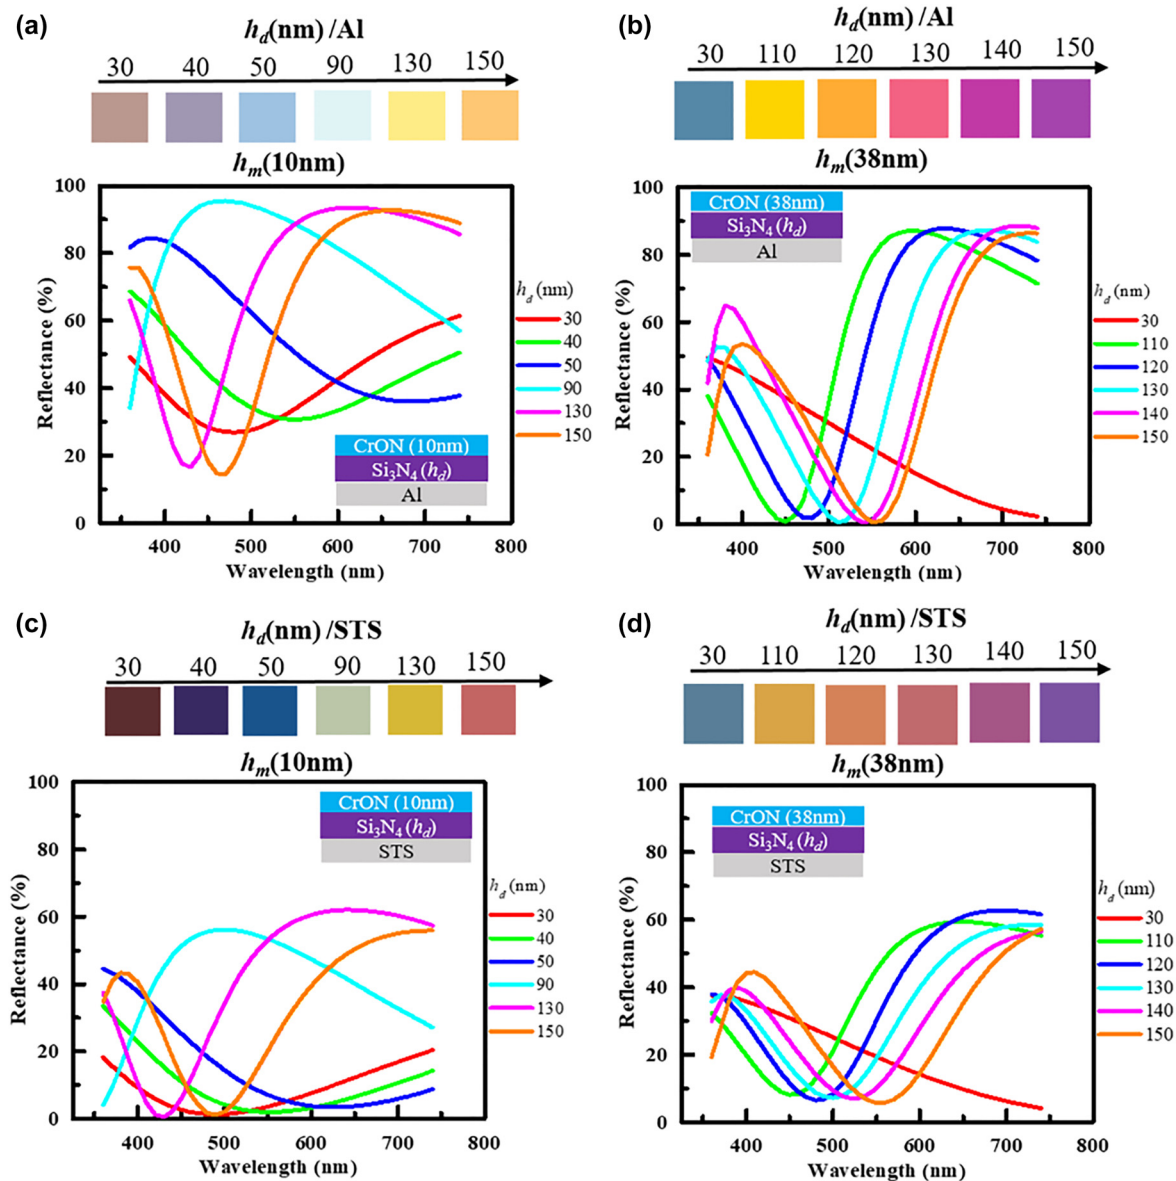 (a)
h_d(nm) /Al
30 40 50 90 130 150
h_m(10nm)
100
80
60
40
20
0
Reflectance (%)
400 500 600 700 800
Wavelength (nm)
h_d (nm)
30
40
50
90
130
150
CrON (10nm)
Si₃N₄ (h_d)
Al
(b)
h_d(nm) /Al
30 110 120 130 140 150
h_m(38nm)
100
80
60
40
20
0
Reflectance (%)
400 500 600 700 800
Wavelength (nm)
CrON (38nm)
Si₃N₄ (h_d)
Al
h_d (nm)
30
110
120
130
140
150
(c)
h_d(nm) /STS
30 40 50 90 130 150
h_m(10nm)
100
80
60
40
20
0
Reflectance (%)
400 500 600 700 800
Wavelength (nm)
CrON (10nm)
Si₃N₄ (h_d)
STS
h_d (nm)
30
40
50
90
130
150
(d)
h_d(nm) /STS
30 110 120 130 140 150
h_m(38nm)
100
80
60
40
20
0
Reflectance (%)
400 500 600 700 800
Wavelength (nm)
CrON (38nm)
Si₃N₄ (h_d)
STS
h_d (nm)
30
110
120
130
140
150